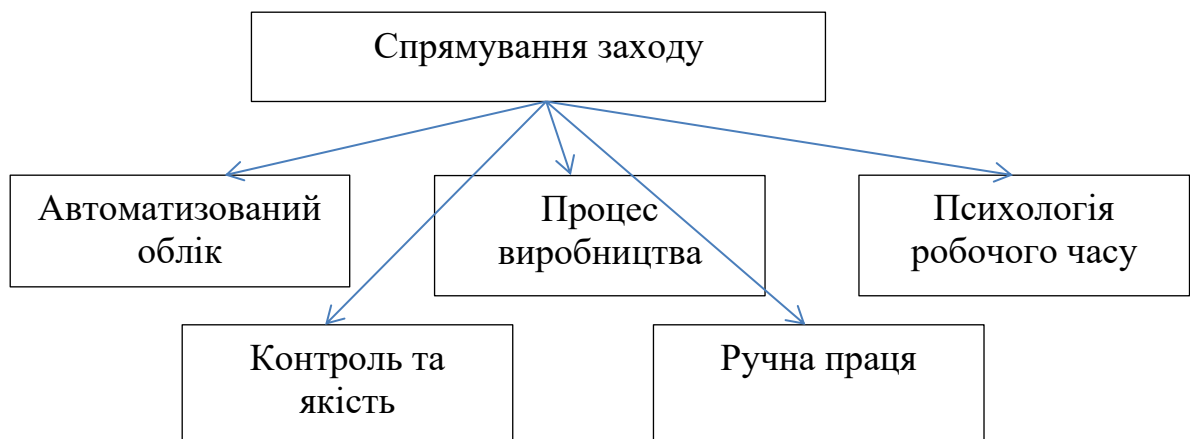 Спрямування заходу
Автоматизований
облік
Процес
виробництва
Психологія
робочого часу
Контроль та
якість
Ручна праця